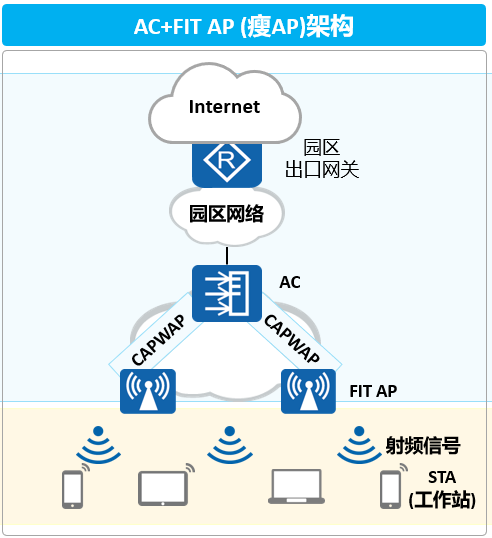 AC+FIT AP (瘦AP)架构
Internet
R
园区
出口网关
园区网络
AC
CAPWAP
CAPWAP
FIT AP
射频信号
STA
(工作站)